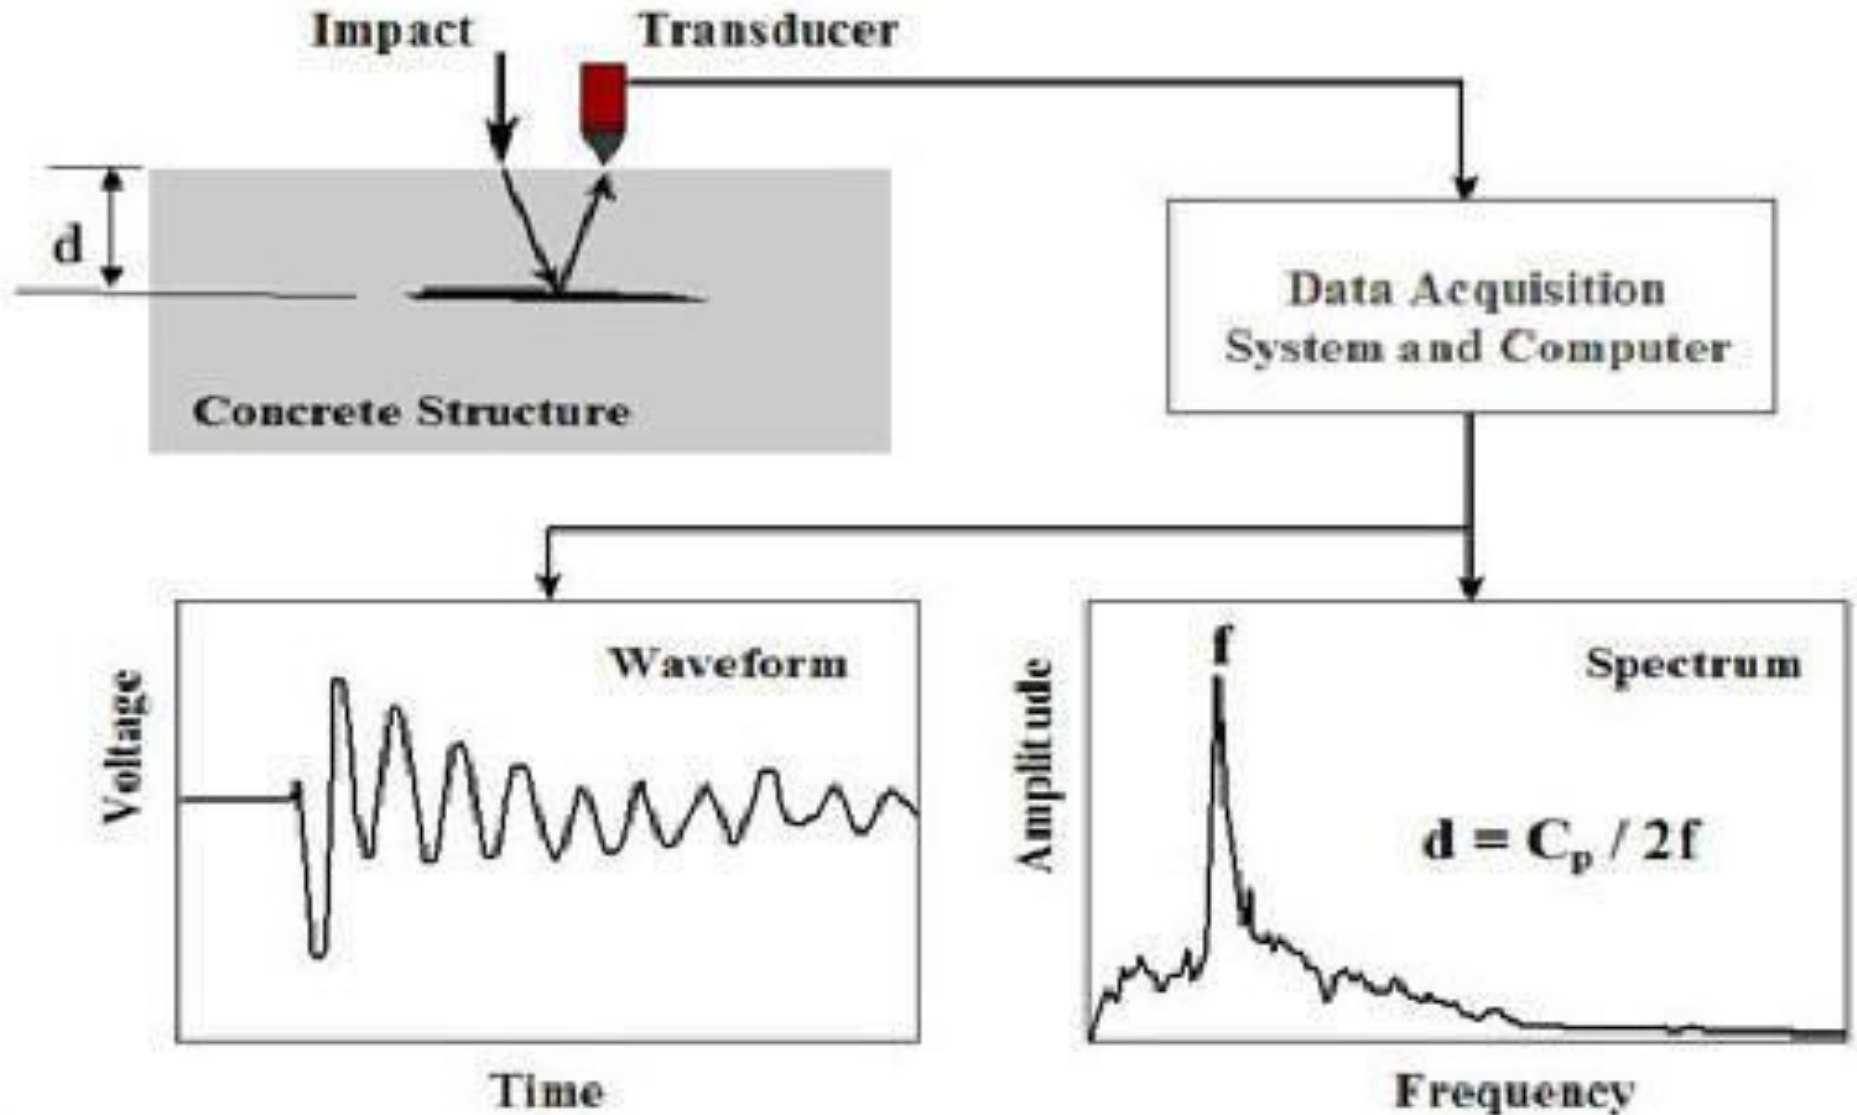 Impact
Transducer
d
Concrete Structure
Data Acquisition
System and Computer
Voltage
Waveform
Time
Amplitude
f
Spectrum
d = Cₚ / 2f
Frequency